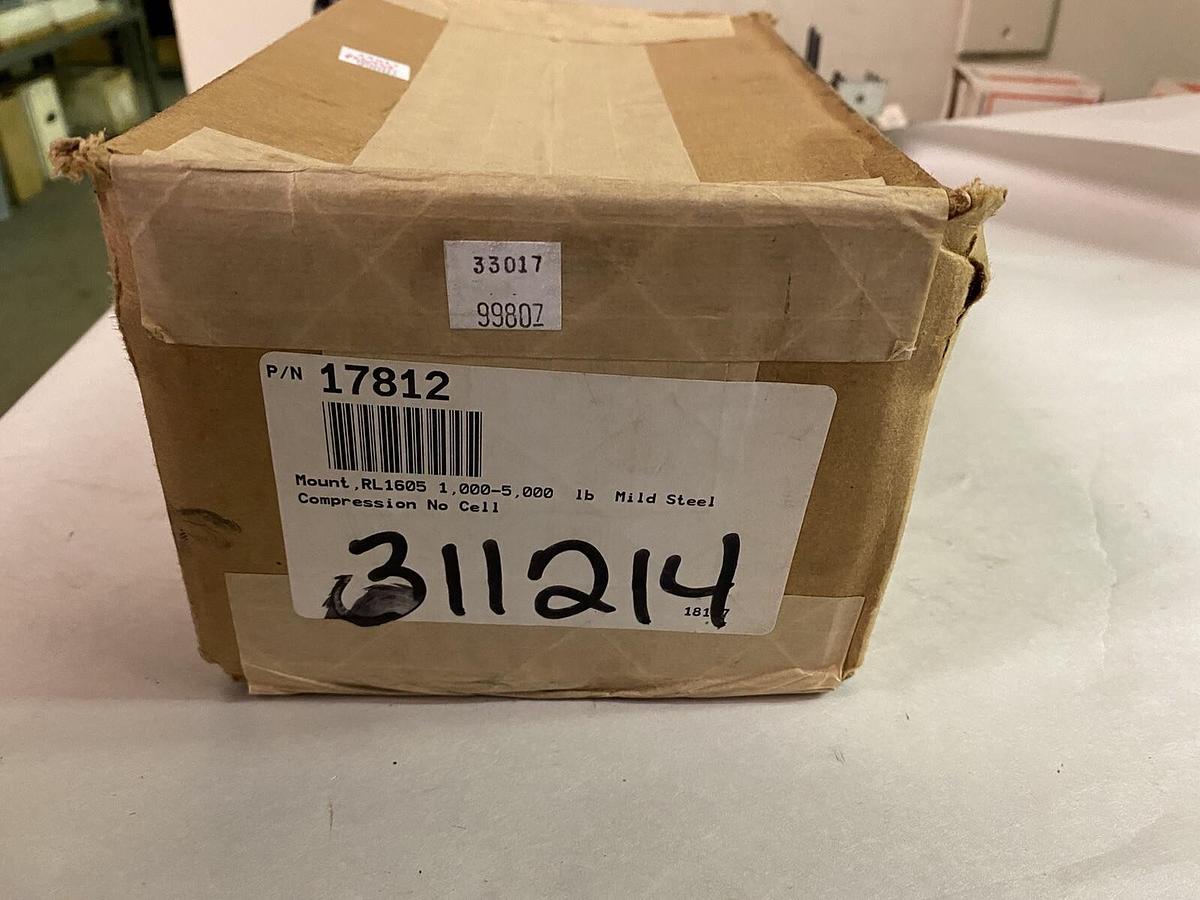 33017
99807
P/N 17812
Mount,RL1605 1,000-5,000 lb Mild Steel
Compression No Cell
311214